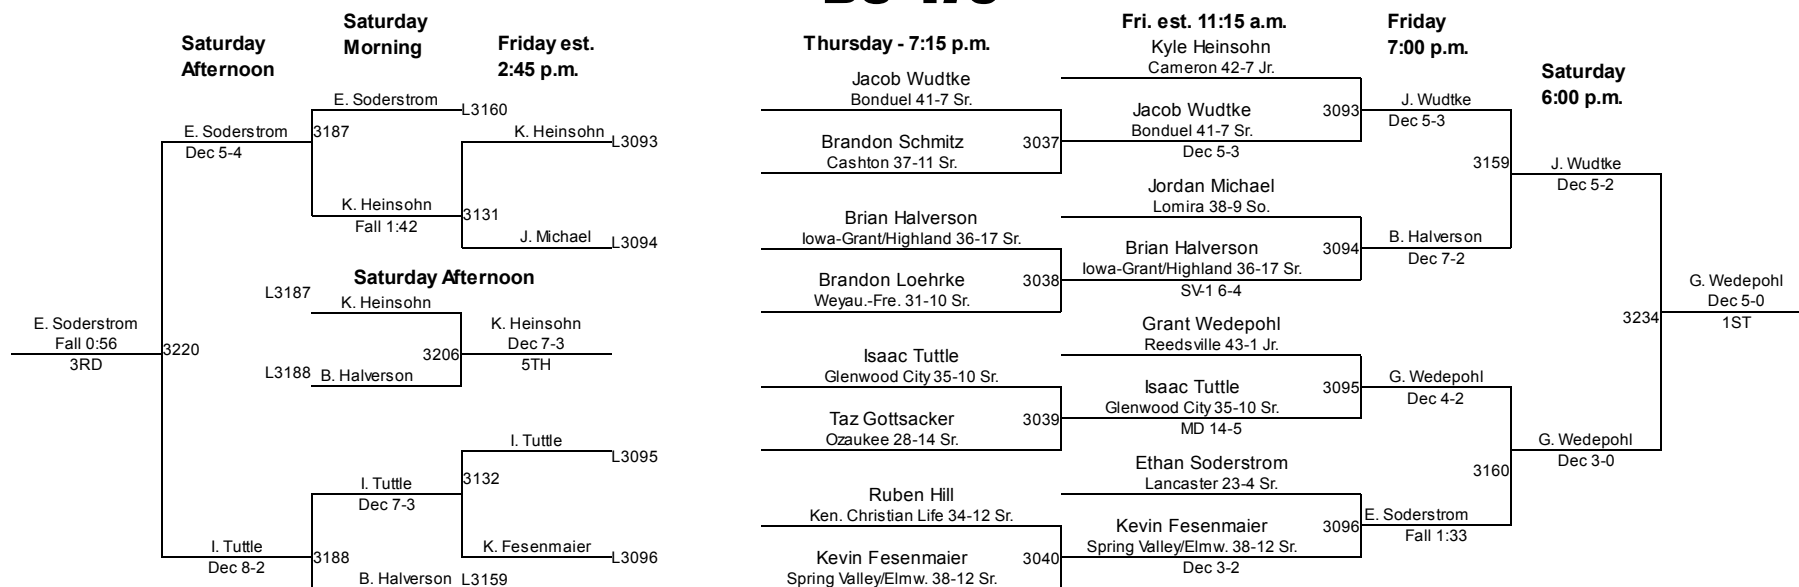 Saturday
Afternoon
Saturday
Morning
Friday est.
2:45 p.m.
Thursday - 7:15 p.m.
Fri. est. 11:15 a.m.
Friday
7:00 p.m.
Saturday
6:00 p.m.
E. Soderstrom
L3160
E. Soderstrom
Dec 5-4
3187
K. Heinsohn
L3093
K. Heinsohn
Fall 1:42
3131
J. Michael
L3094
Saturday Afternoon
L3187
K. Heinsohn
E. Soderstrom
Fall 0:56
3RD
3220
3206
K. Heinsohn
Dec 7-3
5TH
L3188
B. Halverson
I. Tuttle
L3095
3132
I. Tuttle
Dec 7-3
K. Fesenmaier
L3096
I. Tuttle
Dec 8-2
3188
B. Halverson
L3159
Jacob Wudtke
Bonduel 41-7 Sr.
Brandon Schmitz
Cashton 37-11 Sr.
3037
Brian Halverson
Iowa-Grant/Highland 36-17 Sr.
Brandon Loehrke
Weyau.-Fre. 31-10 Sr.
3038
Isaac Tuttle
Glenwood City 35-10 Sr.
Taz Gottsacker
Ozaukee 28-14 Sr.
3039
Ruben Hill
Ken. Christian Life 34-12 Sr.
Kevin Fesenmaier
Spring Valley/Elmw. 38-12 Sr.
3040
Kyle Heinsohn
Cameron 42-7 Jr.
Jacob Wudtke
Bonduel 41-7 Sr.
Dec 5-3
3093
Jordan Michael
Lomira 38-9 So.
Brian Halverson
Iowa-Grant/Highland 36-17 Sr.
SV-1 6-4
3094
Grant Wedepohl
Reedsville 43-1 Jr.
Isaac Tuttle
Glenwood City 35-10 Sr.
MD 14-5
3095
Ethan Soderstrom
Lancaster 23-4 Sr.
Kevin Fesenmaier
Spring Valley/Elmw. 38-12 Sr.
Dec 3-2
3096
J. Wudtke
Dec 5-3
3159
B. Halverson
Dec 7-2
G. Wedepohl
Dec 4-2
3160
E. Soderstrom
Fall 1:33
J. Wudtke
Dec 5-2
3234
G. Wedepohl
Dec 3-0
G. Wedepohl
Dec 5-0
1ST